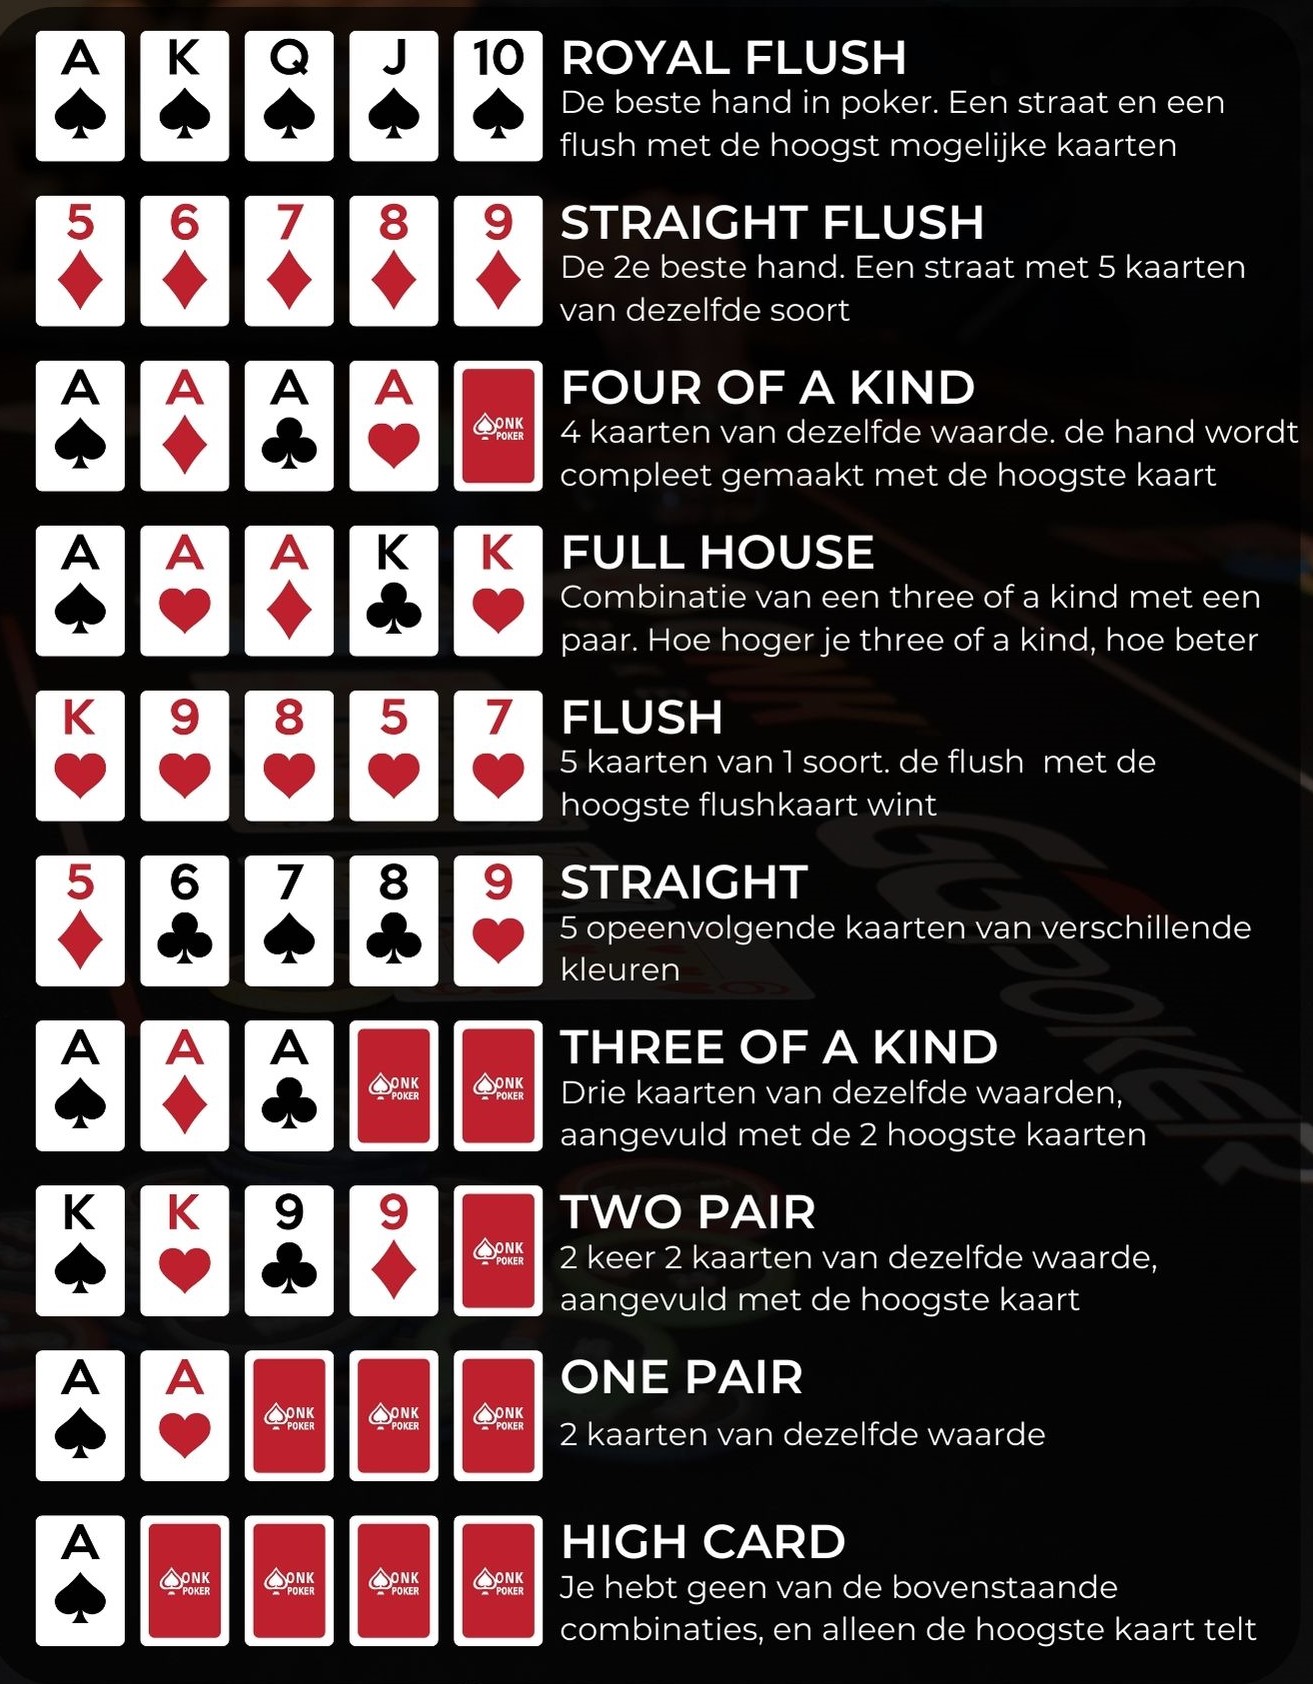 A K Q J 10
ROYAL FLUSH
De beste hand in poker. Een straat en een
flush met de hoogst mogelijke kaarten
5 6 7 8 9
STRAIGHT FLUSH
De 2e beste hand. Een straat met 5 kaarten
van dezelfde soort
A A A A
ONK
POKER
FOUR OF A KIND
4 kaarten van dezelfde waarde. de hand wordt
compleet gemaakt met de hoogste kaart
A A A K K
FULL HOUSE
Combinatie van een three of a kind met een
paar. Hoe hoger je three of a kind, hoe beter
K 9 8 5 7
FLUSH
5 kaarten van 1 soort. de flush  met de
hoogste flushkaart wint
5 6 7 8 9
STRAIGHT
5 opeenvolgende kaarten van verschillende
kleuren
A A A
ONK ONK
POKER POKER
THREE OF A KIND
Drie kaarten van dezelfde waarden,
aangevuld met de 2 hoogste kaarten
K K 9 9
ONK
POKER
TWO PAIR
2 keer 2 kaarten van dezelfde waarde,
aangevuld met de hoogste kaart
A A
ONK ONK ONK
POKER POKER POKER
ONE PAIR
2 kaarten van dezelfde waarde
A
ONK ONK ONK ONK
POKER POKER POKER POKER
HIGH CARD
Je hebt geen van de bovenstaande
combinaties, en alleen de hoogste kaart telt